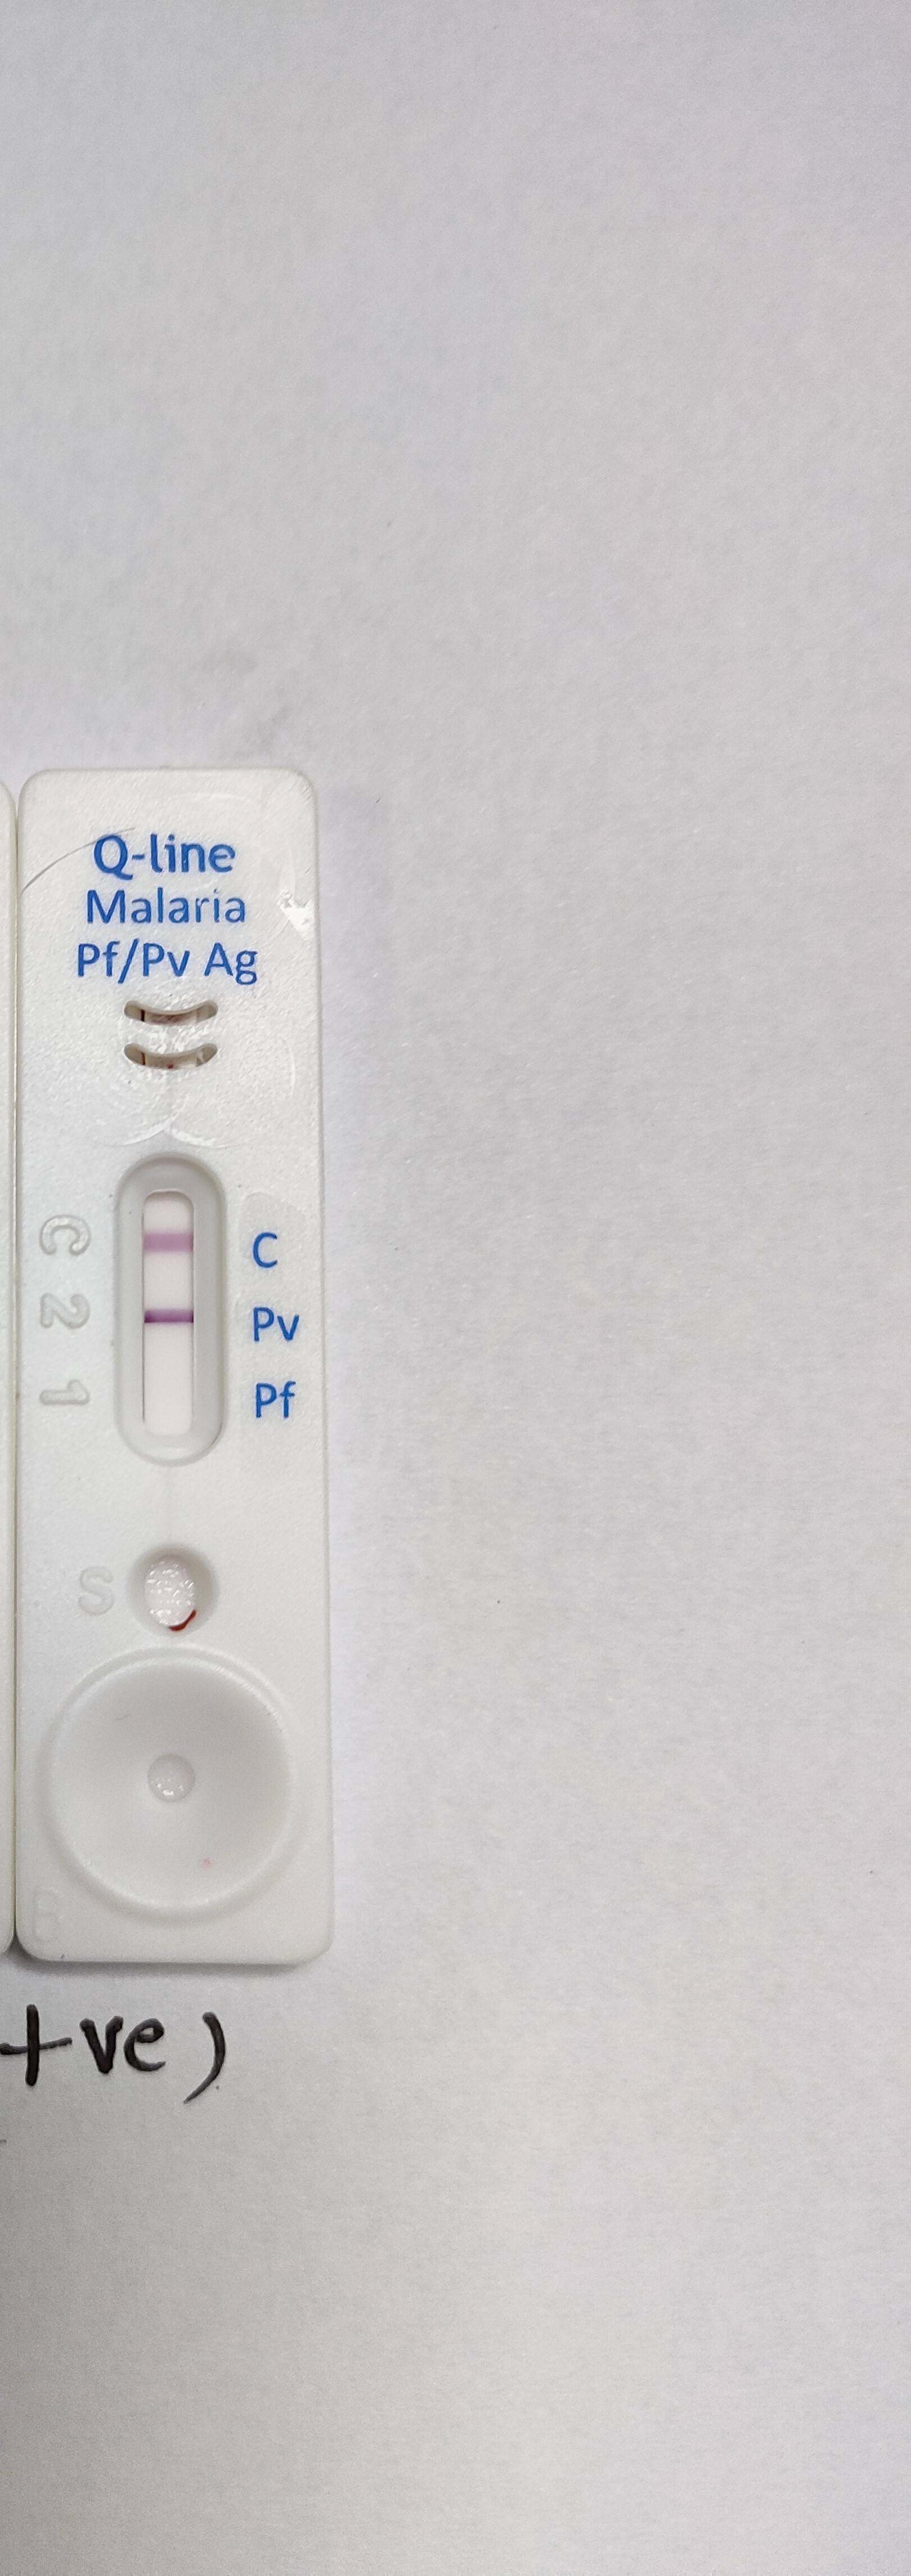 Q-line
Malaria
Pf/Pv Ag
C C
2 Pv
1 Pf
S
B
+ve)